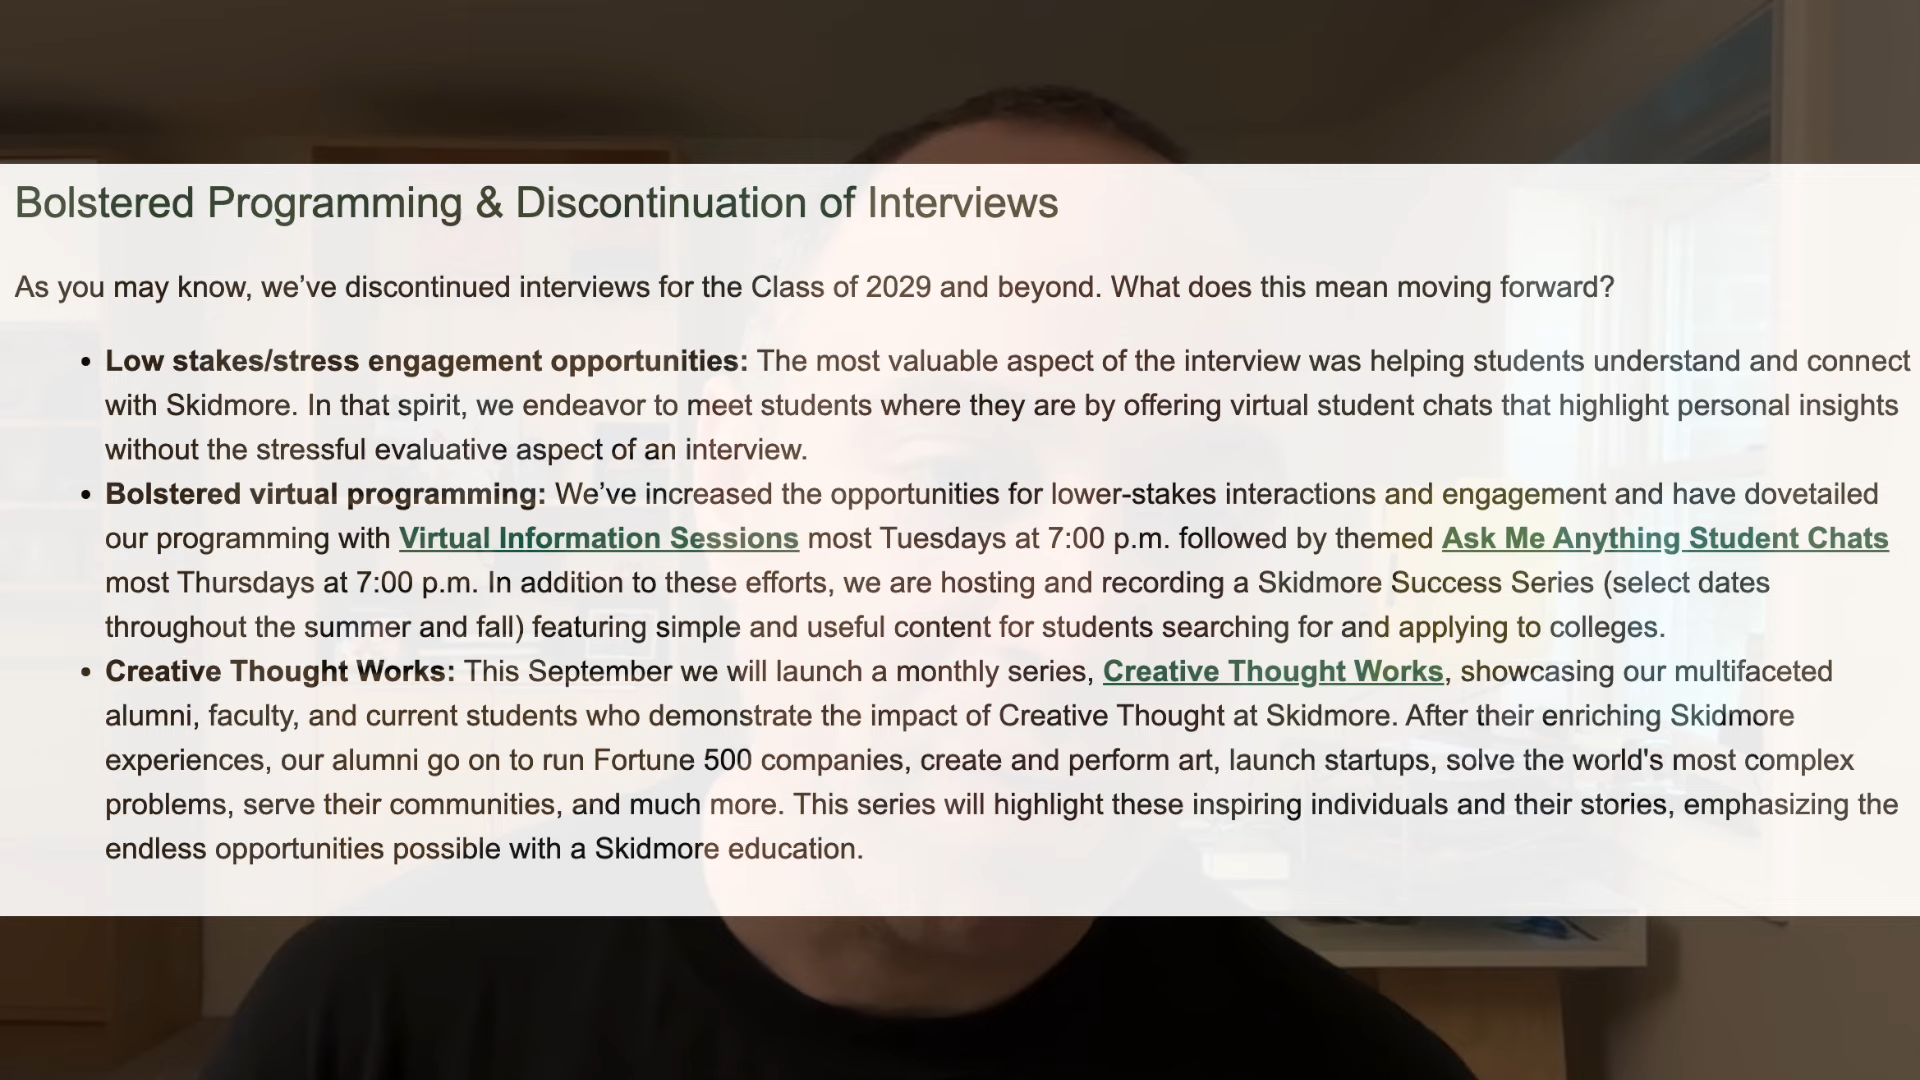 Bolstered Programming & Discontinuation of Interviews
As you may know, we’ve discontinued interviews for the Class of 2029 and beyond. What does this mean moving forward?
• Low stakes/stress engagement opportunities: The most valuable aspect of the interview was helping students understand and connect
with Skidmore. In that spirit, we endeavor to meet students where they are by offering virtual student chats that highlight personal insights
without the stressful evaluative aspect of an interview.
• Bolstered virtual programming: We’ve increased the opportunities for lower-stakes interactions and engagement and have dovetailed
our programming with Virtual Information Sessions most Tuesdays at 7:00 p.m. followed by themed Ask Me Anything Student Chats
most Thursdays at 7:00 p.m. In addition to these efforts, we are hosting and recording a Skidmore Success Series (select dates
throughout the summer and fall) featuring simple and useful content for students searching for and applying to colleges.
• Creative Thought Works: This September we will launch a monthly series, Creative Thought Works, showcasing our multifaceted
alumni, faculty, and current students who demonstrate the impact of Creative Thought at Skidmore. After their enriching Skidmore
experiences, our alumni go on to run Fortune 500 companies, create and perform art, launch startups, solve the world's most complex
problems, serve their communities, and much more. This series will highlight these inspiring individuals and their stories, emphasizing the
endless opportunities possible with a Skidmore education.